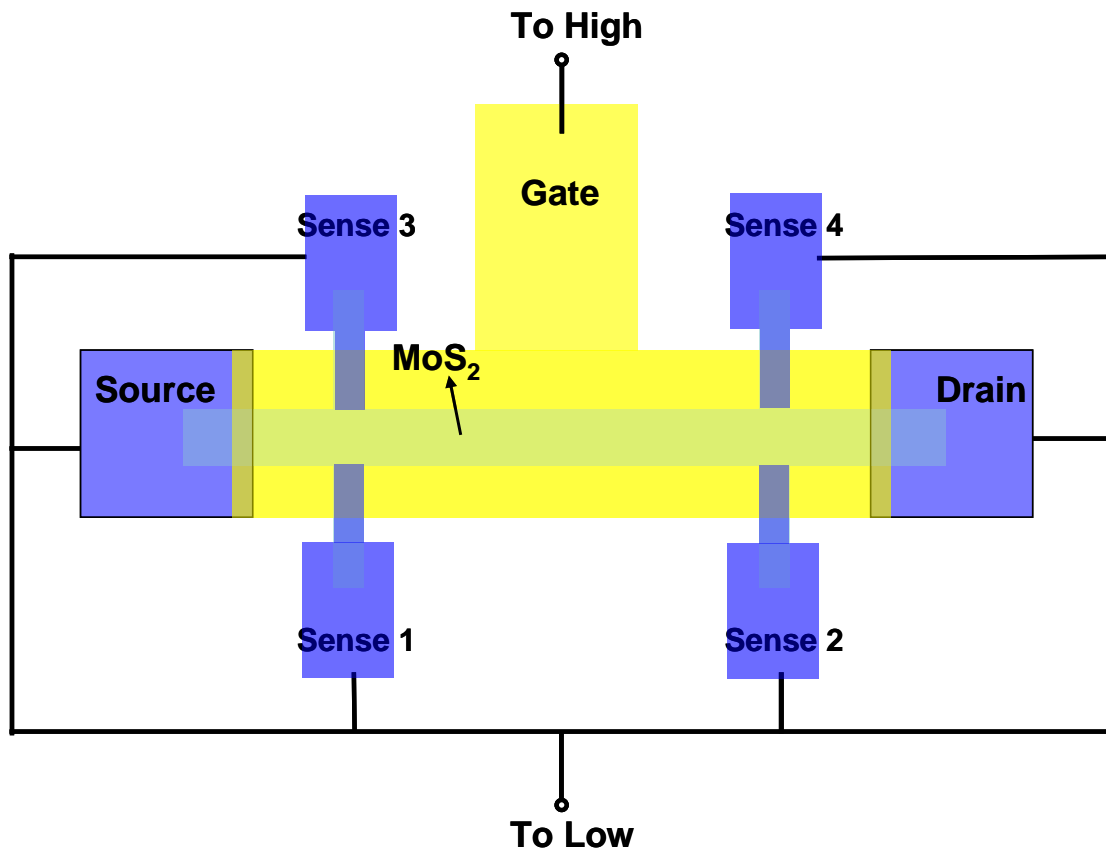 To High
Gate
Sense 3
Sense 4
MoS₂
Source
Drain
Sense 1
Sense 2
To Low